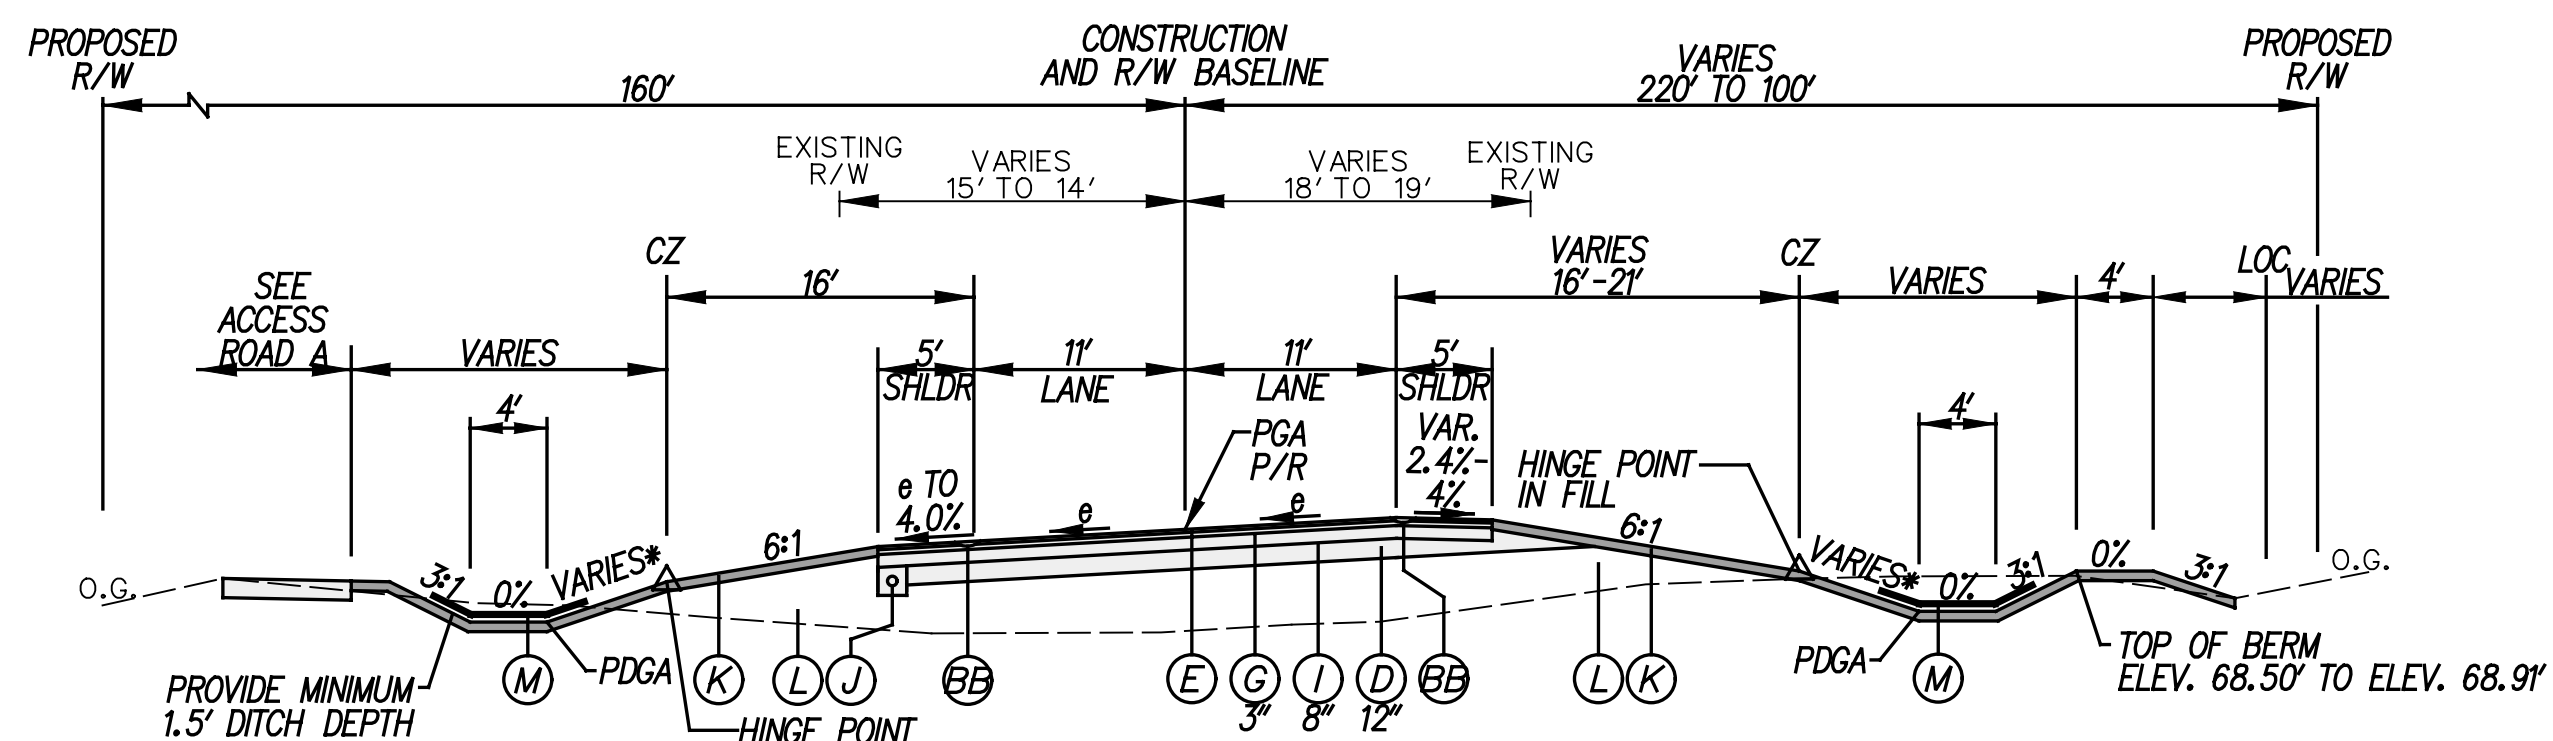 PROPOSED
R/W
160'
CONSTRUCTION
AND R/W BASELINE
VARIES
220' TO 100'
PROPOSED
R/W
EXISTING
R/W
VARIES
15' TO 14'
VARIES
18' TO 19'
EXISTING
R/W
SEE
ACCESS
ROAD A
VARIES
CZ
16'
VARIES
16'-21'
CZ
VARIES
4'
LOC
VARIES
4'
5'
SHLDR
11'
LANE
11'
LANE
5'
SHLDR
4'
PGA
P/R
VAR.
2.4%-
4%
HINGE POINT
IN FILL
e TO
4.0%
e
e
O.G.
3:1
0%
VARIES*
6:1
6:1
VARIES*
0%
3:1
0%
3:1
O.G.
PROVIDE MINIMUM
1.5' DITCH DEPTH
M
PDGA
K
L
J
BB
HINGE POINT
E
G
3"
I
8"
D
12"
BB
L
K
PDGA
M
TOP OF BERM
ELEV. 68.50' TO ELEV. 68.91'